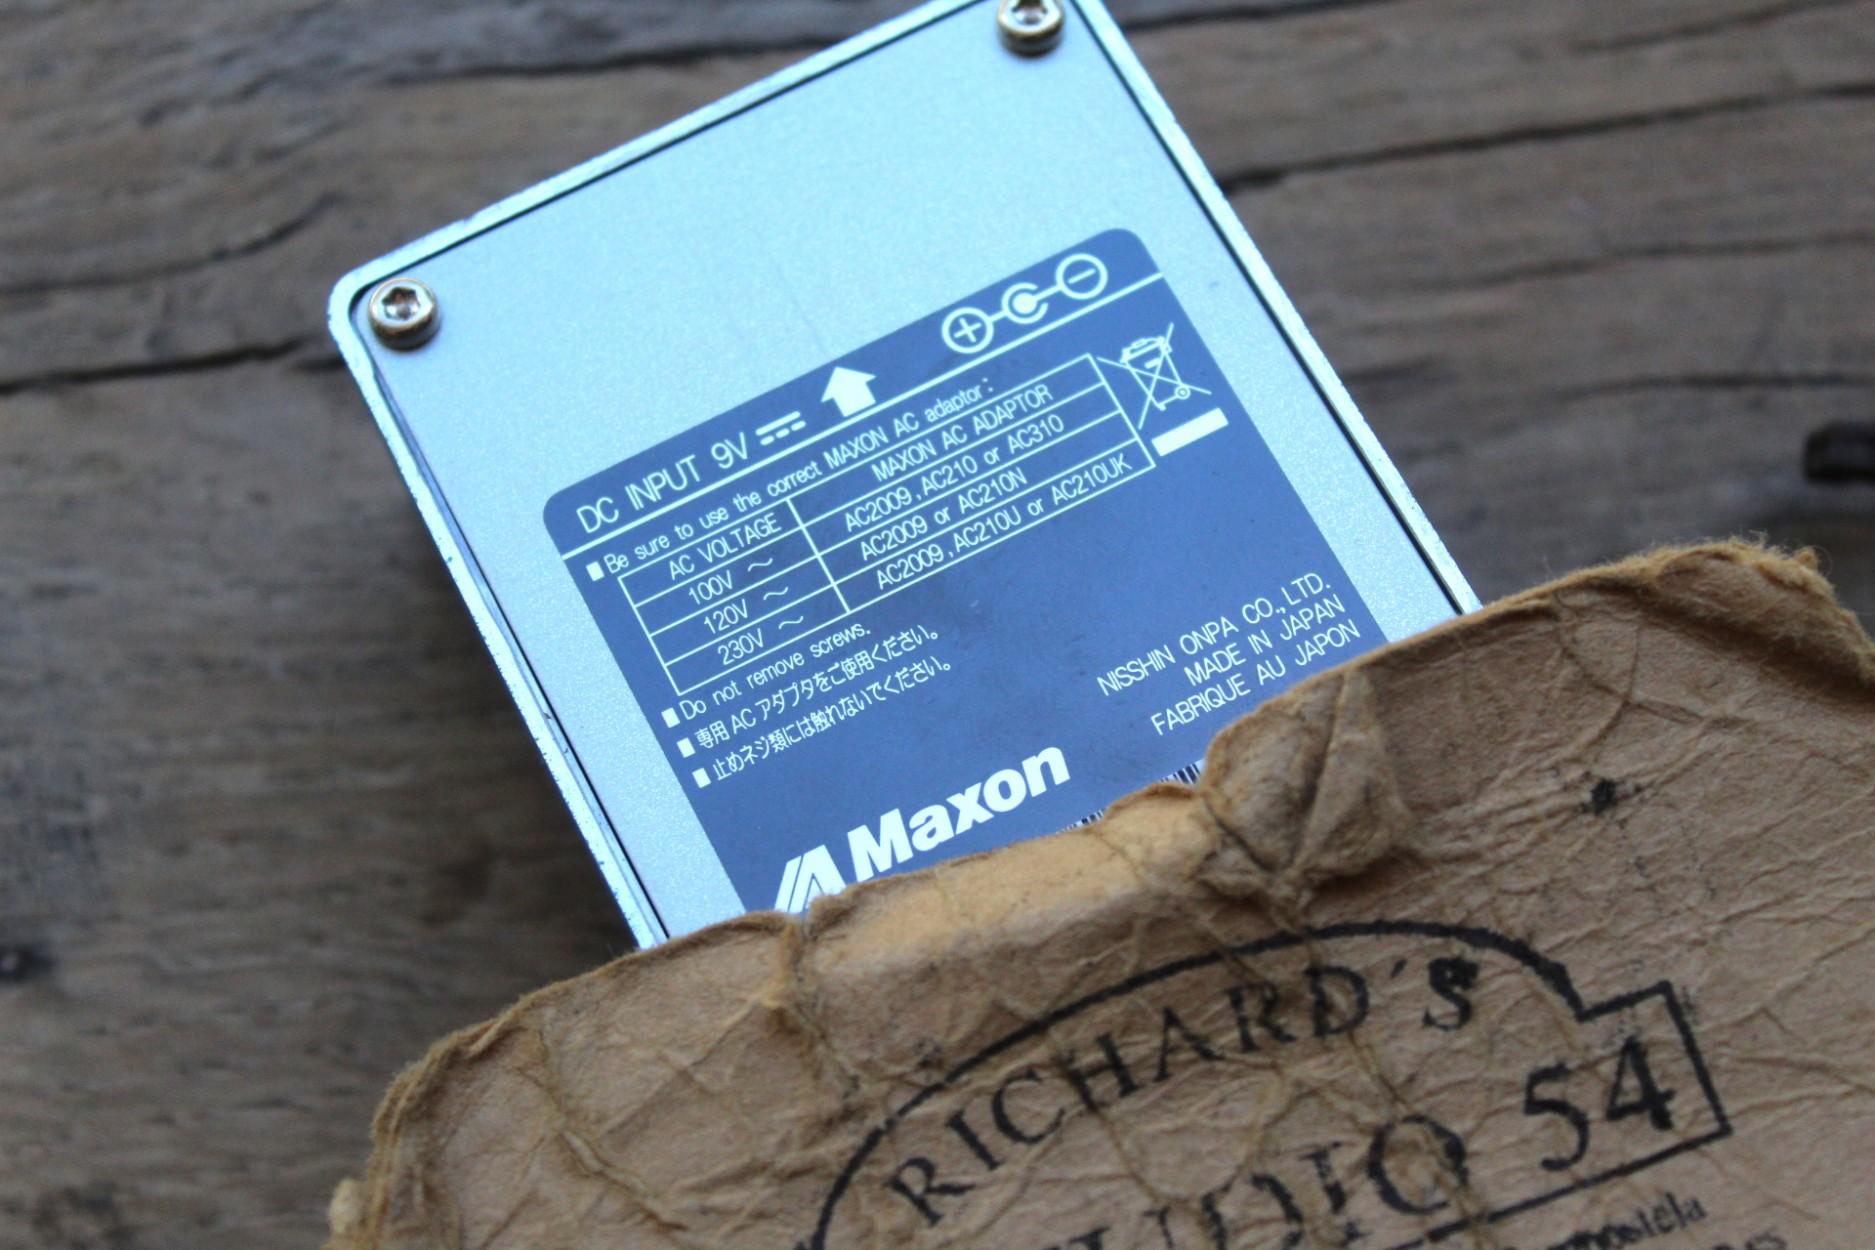 DC INPUT 9V
■ Be sure to use the correct MAXON AC adaptor:
AC VOLTAGE MAXON AC ADAPTOR
100V ～ AC2009, AC210 or AC310
120V ～ AC2009 or AC210N
230V ～ AC2009, AC210U or AC210UK
■ Do not remove screws.
■ 専用ACアダプタをご使用ください。
■ 止めネジ類には触れないでください。
NISSHIN ONPA CO., LTD.
MADE IN JAPAN
FABRIQUE AU JAPON
Maxon
RICHARD'S
54